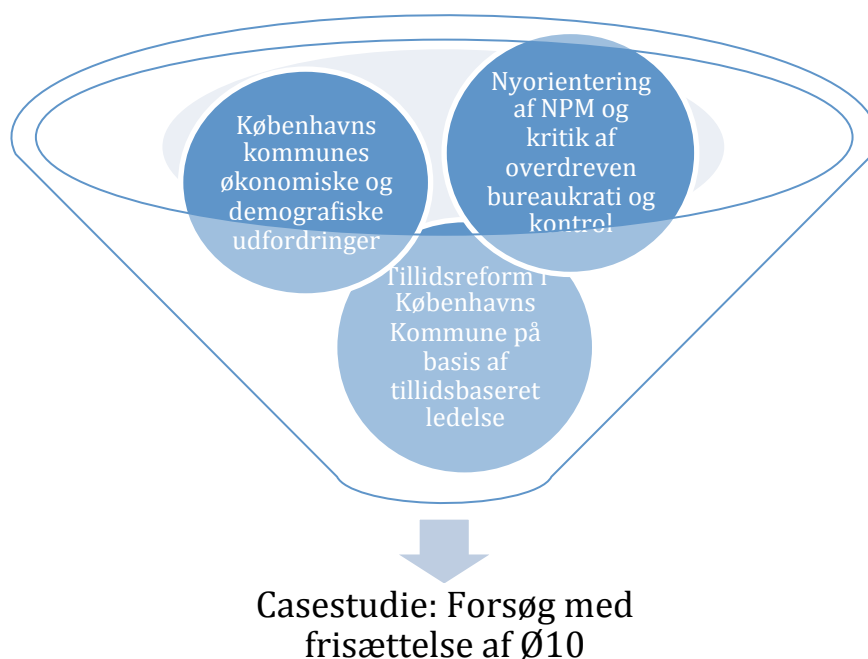 Københavns
kommunes
økonomiske og
demografiske
udfordringer
Nyorientering
af NPM og
kritik af
overdreven
bureaukrati og
kontrol
Tillidsreform i
Københavns
Kommune på
basis af
tillidsbaseret
ledelse
Casestudie: Forsøg med
frisættelse af Ø10